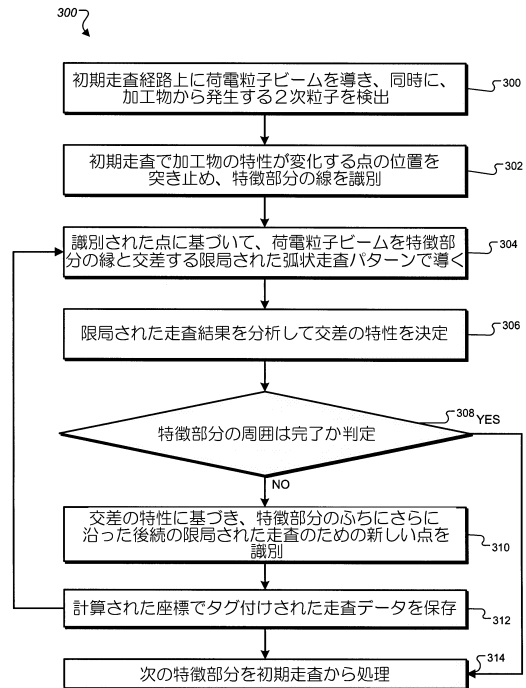 300
初期走査経路上に荷電粒子ビームを導き、同時に、
加工物から発生する2次粒子を検出
300
初期走査で加工物の特性が変化する点の位置を
突き止め、特徴部分の線を識別
302
識別された点に基づいて、荷電粒子ビームを特徴部
分の縁と交差する限局された弧状走査パターンで導く
304
限局された走査結果を分析して交差の特性を決定
306
特徴部分の周囲は完了か判定
308
YES
NO
交差の特性に基づき、特徴部分のふちにさらに
沿った後続の限局された走査のための新しい点を
識別
310
計算された座標でタグ付けされた走査データを保存
312
次の特徴部分を初期走査から処理
314